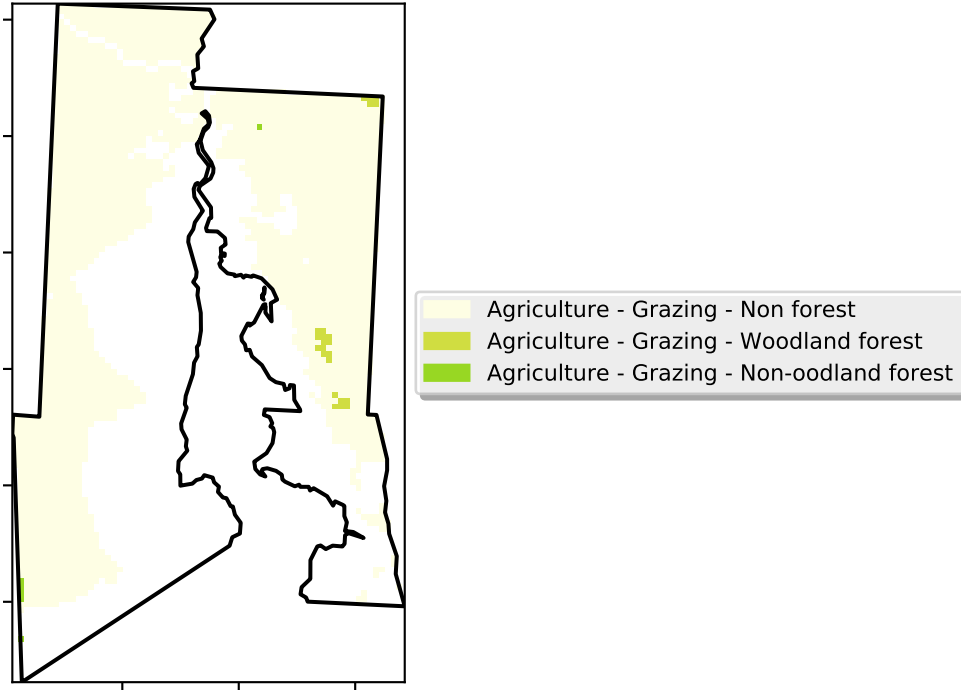 Agriculture - Grazing - Non forest
Agriculture - Grazing - Woodland forest
Agriculture - Grazing - Non-oodland forest